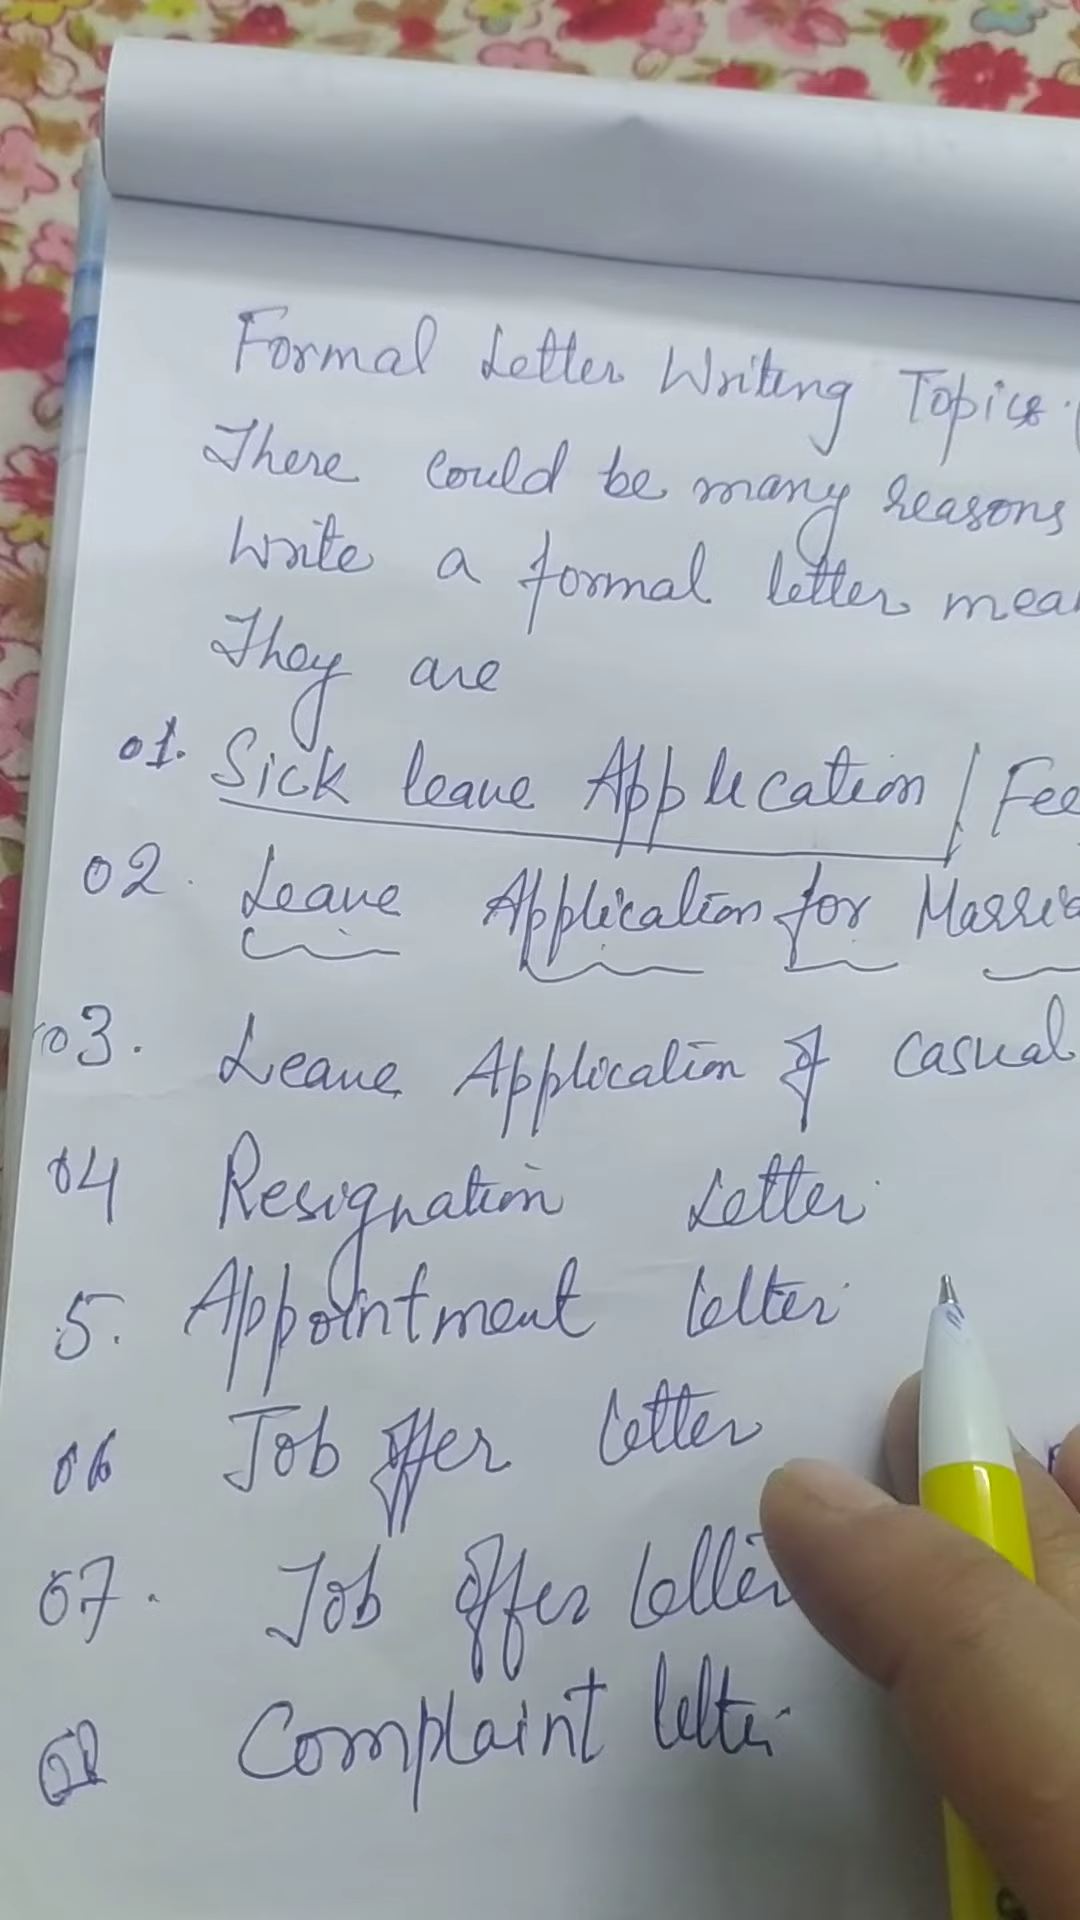 Formal Letter Writing Topics.
There could be many reasons
Write a formal letter
They are
01. Sick leave Application /
02. Leave Application for
03. Leave Application of casual
04 Resignation Letter
5. Appointment letter
06 Job offer letter
07. Job offer letter
08 Complaint letter